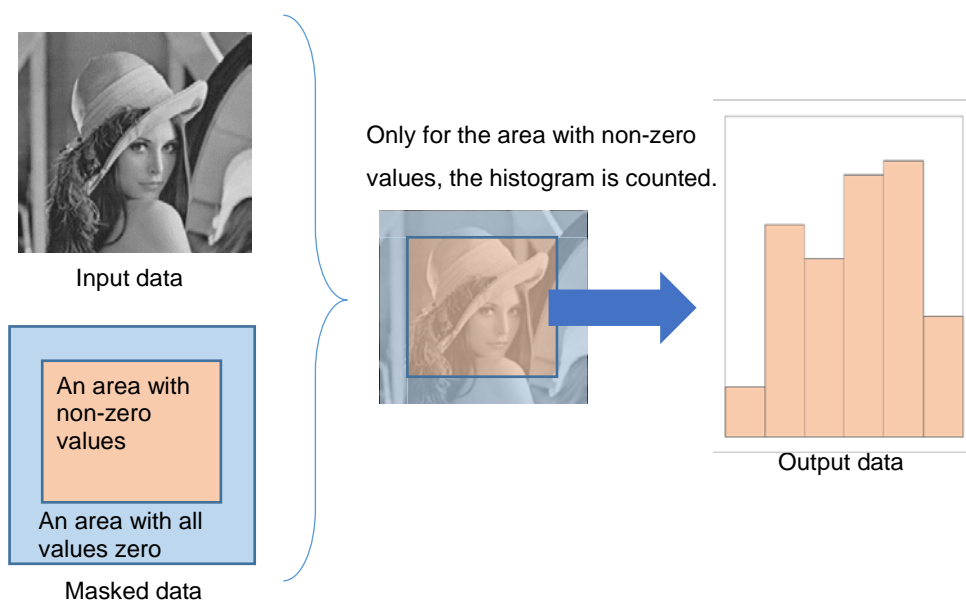 Input data
An area with
non-zero
values
An area with all
values zero
Masked data
Only for the area with non-zero
values, the histogram is counted.
Output data